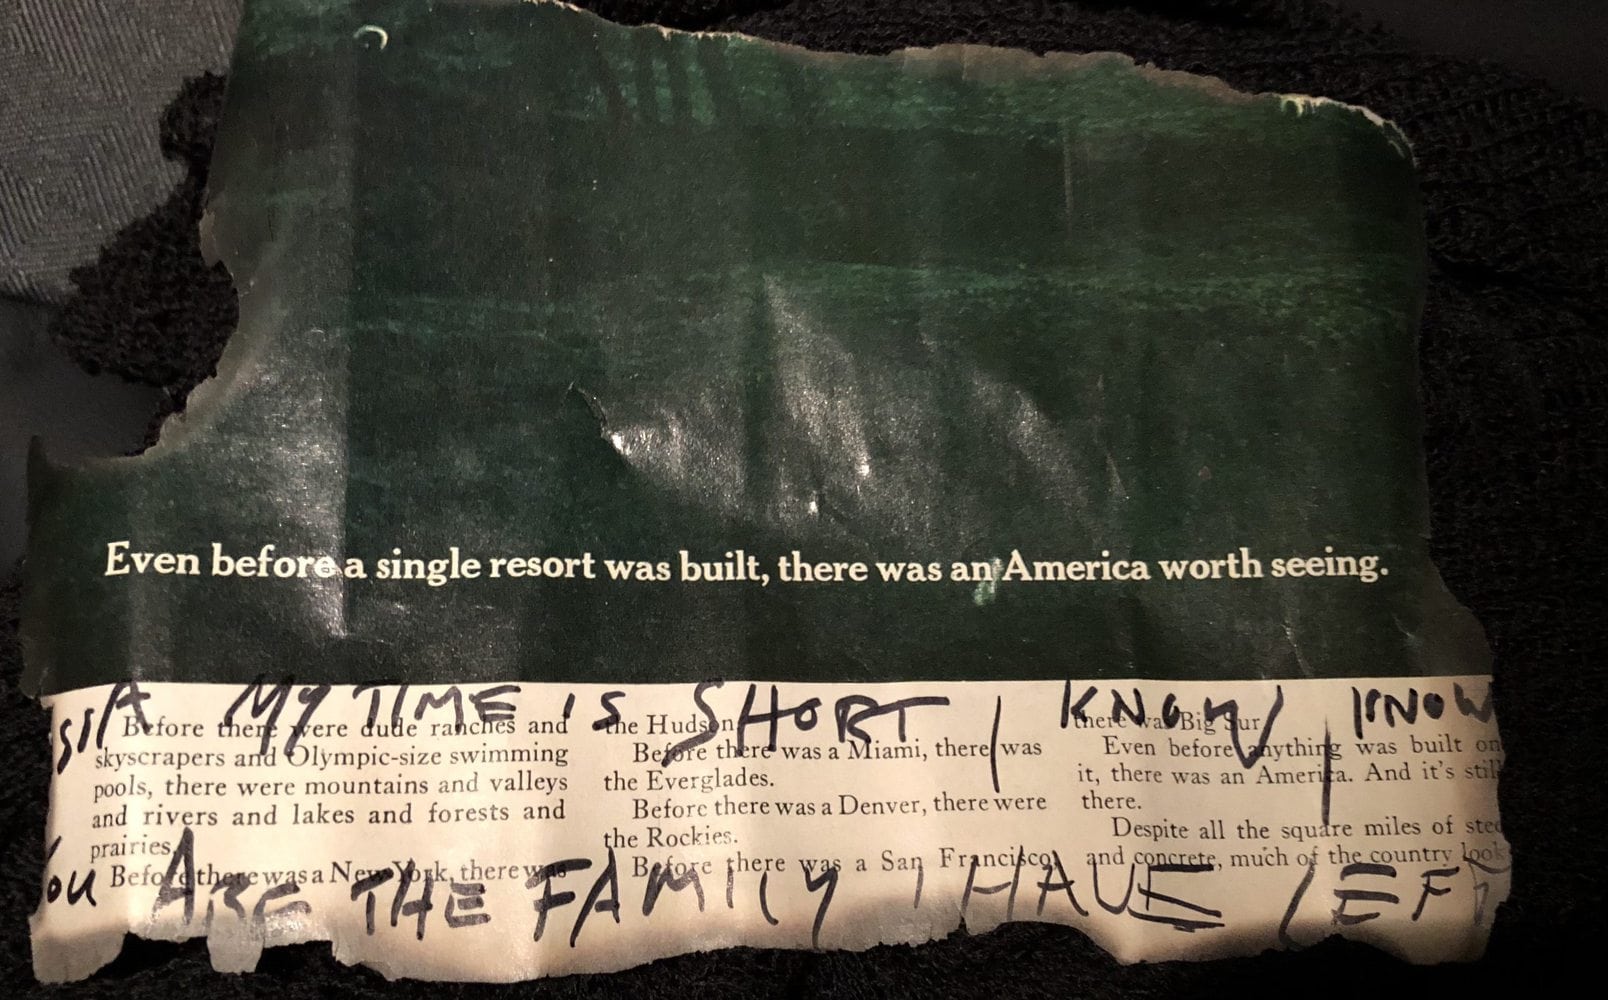 Even before a single resort was built, there was an America worth seeing.
MY TIME IS SHORT I KNOW, I KNOW
Before there were dude ranches and
skyscrapers and Olympic-size swimming
pools, there were mountains and valleys
and rivers and lakes and forests and
prairies.
Before there was a New York, there was
the Hudson.
Before there was a Miami, there was
the Everglades.
Before there was a Denver, there were
the Rockies.
Before there was a San Francisco,
there was Big Sur.
Even before anything was built on
it, there was an America. And it's still
there.
Despite all the square miles of steel
and concrete, much of the country look
YOU ARE THE FAMILY I HAVE LEFT